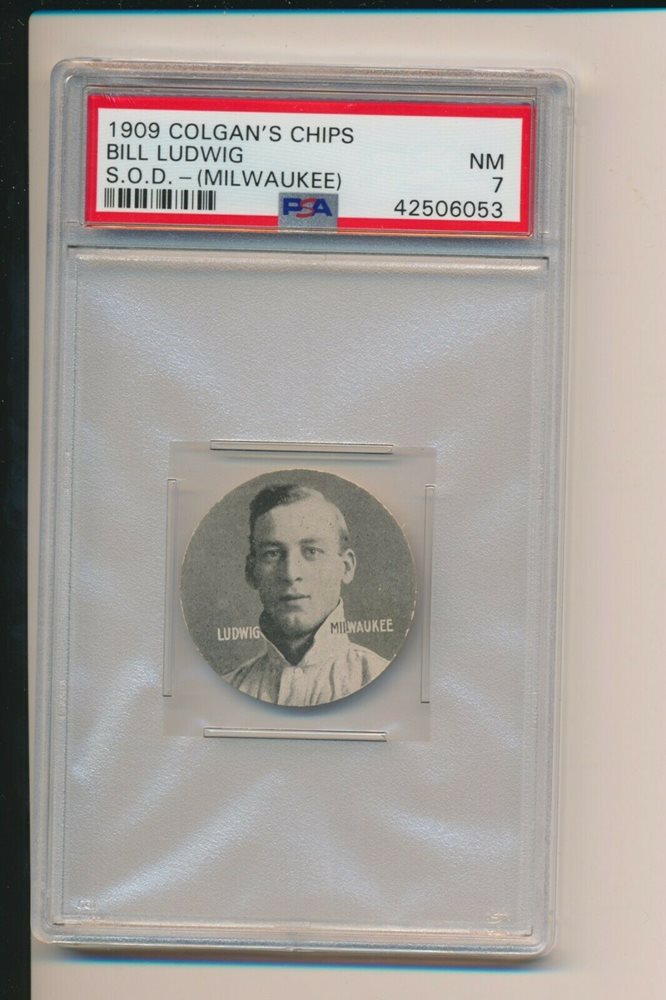 1909 COLGAN'S CHIPS
BILL LUDWIG
NM
S.O.D. – (MILWAUKEE)
7
PSA
42506053
LUDWIG MILWAUKEE